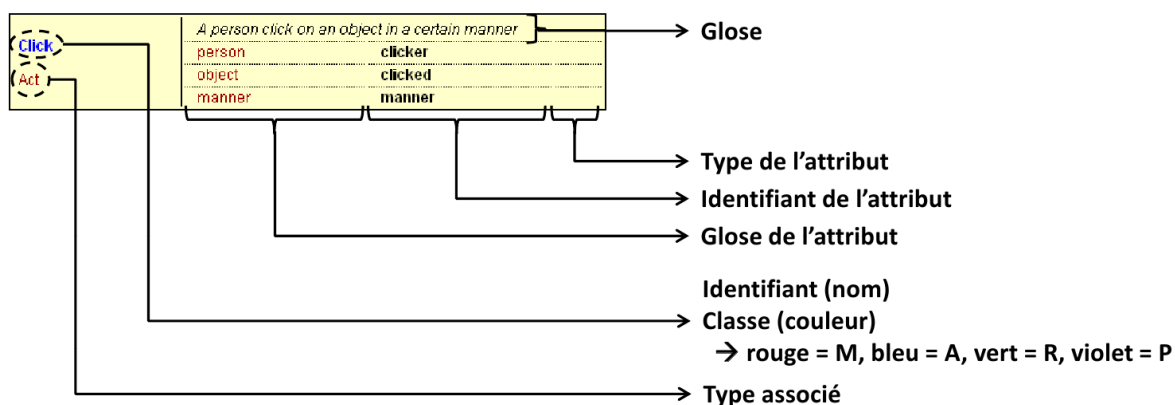 A person click on an object in a certain manner
Glose
Click
person clicker
object clicked
Act
manner manner
Type de l'attribut
Identifiant de l'attribut
Glose de l'attribut
Identifiant (nom)
Classe (couleur)
→ rouge = M, bleu = A, vert = R, violet = P
Type associé